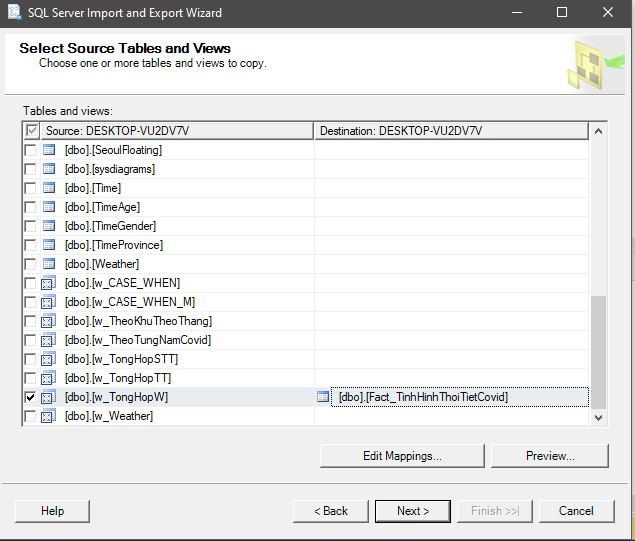 SQL Server Import and Export Wizard
Select Source Tables and Views
Choose one or more tables and views to copy.
Tables and views:
Source: DESKTOP-VU2DV7V Destination: DESKTOP-VU2DV7V
[dbo].[SeoulFloating]
[dbo].[sysdiagrams]
[dbo].[Time]
[dbo].[TimeAge]
[dbo].[TimeGender]
[dbo].[TimeProvince]
[dbo].[Weather]
[dbo].[w_CASE_WHEN]
[dbo].[w_CASE_WHEN_M]
[dbo].[w_TheoKhuTheoThang]
[dbo].[w_TheoTungNamCovid]
[dbo].[w_TongHopSTT]
[dbo].[w_TongHopTT]
[dbo].[w_TongHopW] [dbo].[Fact_TinhHinhThoiTietCovid]
[dbo].[w_Weather]
Edit Mappings... Preview...
Help < Back Next > Finish >>| Cancel